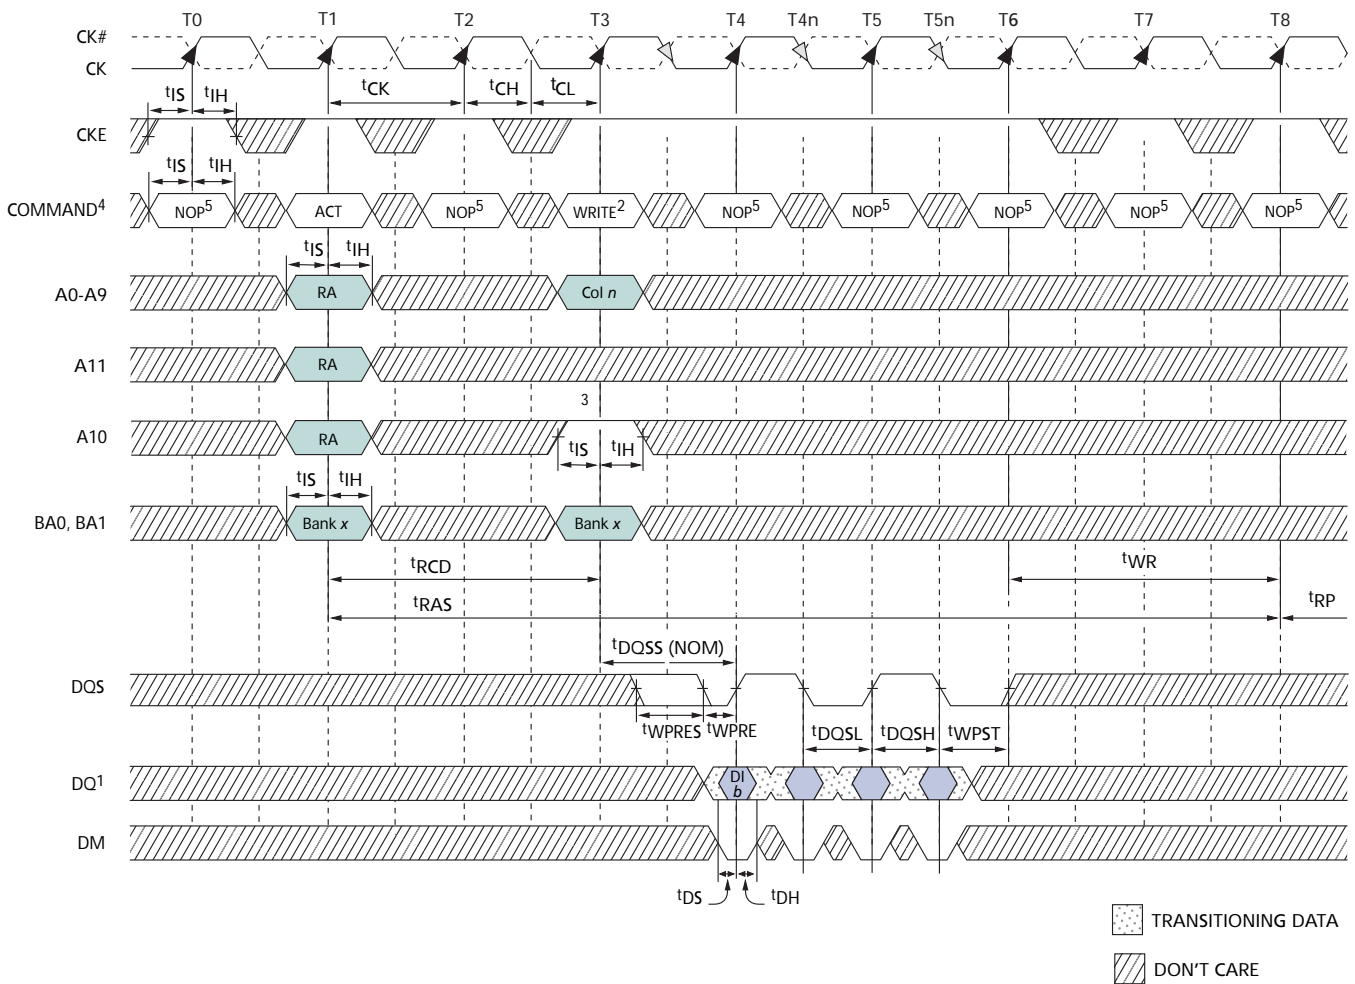 T0 T1 T2 T3 T4 T4n T5 T5n T6 T7 T8
CK#
CK
tIS tIH tCK tCH tCL
CKE
tIS tIH
COMMAND4 NOP5 ACT NOP5 WRITE2 NOP5 NOP5 NOP5 NOP5 NOP5
tIS tIH
A0-A9 RA Col n
A11 RA
3
A10 RA
tIS tIH
tIS tIH
BA0, BA1 Bank x Bank x
tRCD tWR
tRAS tRP
tDQSS (NOM)
DQS
tWPRES tWPRE tDQSL tDQSH tWPST
DQ1 DI
b
DM
tDS tDH
TRANSITIONING DATA
DON'T CARE